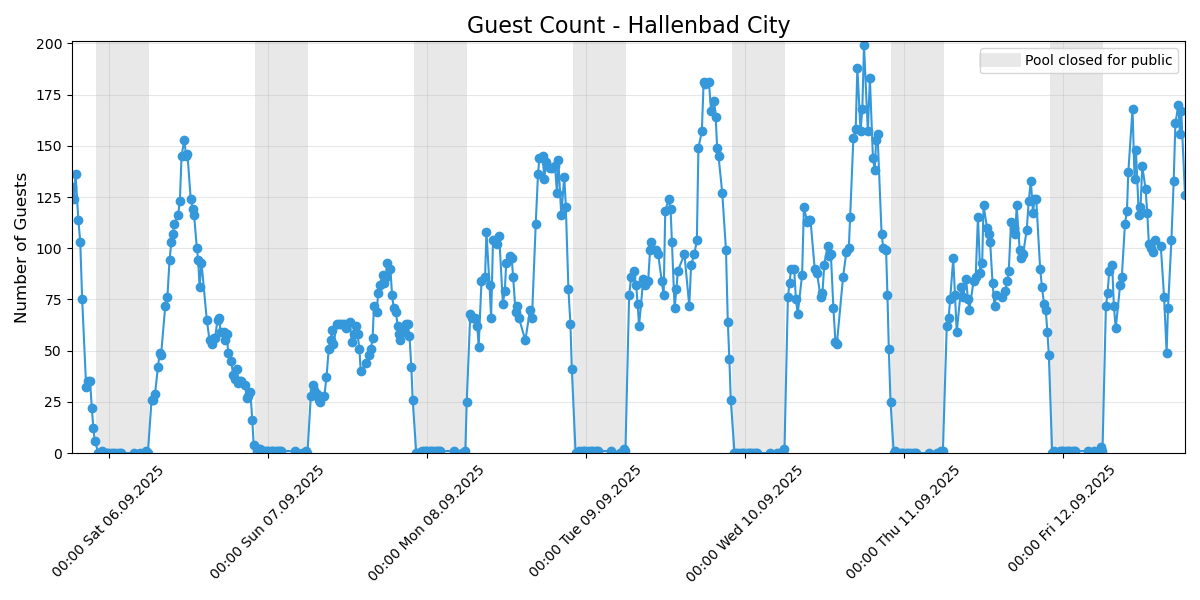 Guest Count - Hallenbad City
Number of Guests
200
175
150
125
100
75
50
25
0
Pool closed for public
00:00 Sat 06.09.2025
00:00 Sun 07.09.2025
00:00 Mon 08.09.2025
00:00 Tue 09.09.2025
00:00 Wed 10.09.2025
00:00 Thu 11.09.2025
00:00 Fri 12.09.2025